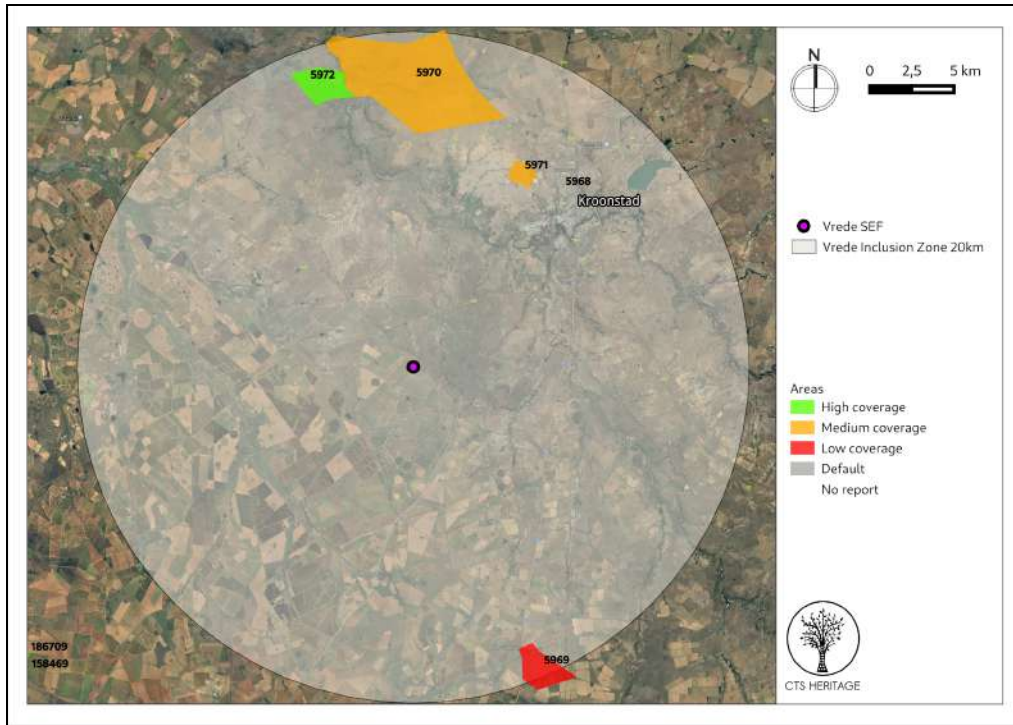 5972
5970
5971
5968
Kroonstad
5969
186709
158469
N
0 2,5 5 km
Vrede SEF
Vrede Inclusion Zone 20km
Areas
High coverage
Medium coverage
Low coverage
Default
No report
CTS HERITAGE